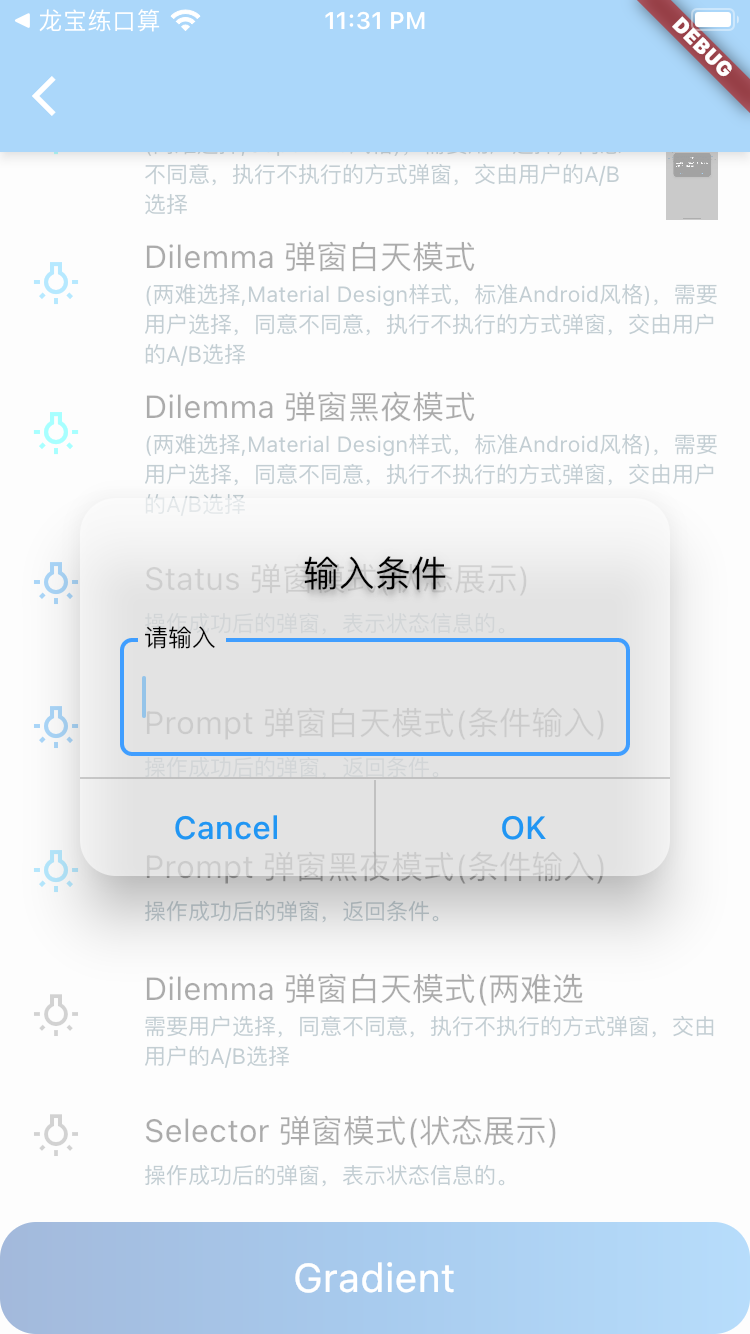 龙宝练口算
11:31 PM
DEBUG
不同意，执行不执行的方式弹窗，交由用户的A/B
选择
Dilemma 弹窗白天模式
(两难选择,Material Design样式，标准Android风格)，需要
用户选择，同意不同意，执行不执行的方式弹窗，交由用户
的A/B选择
Dilemma 弹窗黑夜模式
(两难选择,Material Design样式，标准Android风格)，需要
用户选择，同意不同意，执行不执行的方式弹窗，交由用户
的A/B选择
输入条件
Status 弹窗模式(状态展示)
操作成功后的弹窗，表示状态信息的。
请输入
Prompt 弹窗白天模式(条件输入)
操作成功后的弹窗，返回条件。
Cancel
OK
Prompt 弹窗黑夜模式(条件输入)
操作成功后的弹窗，返回条件。
Dilemma 弹窗白天模式(两难选
需要用户选择，同意不同意，执行不执行的方式弹窗，交由
用户的A/B选择
Selector 弹窗模式(状态展示)
操作成功后的弹窗，表示状态信息的。
Gradient